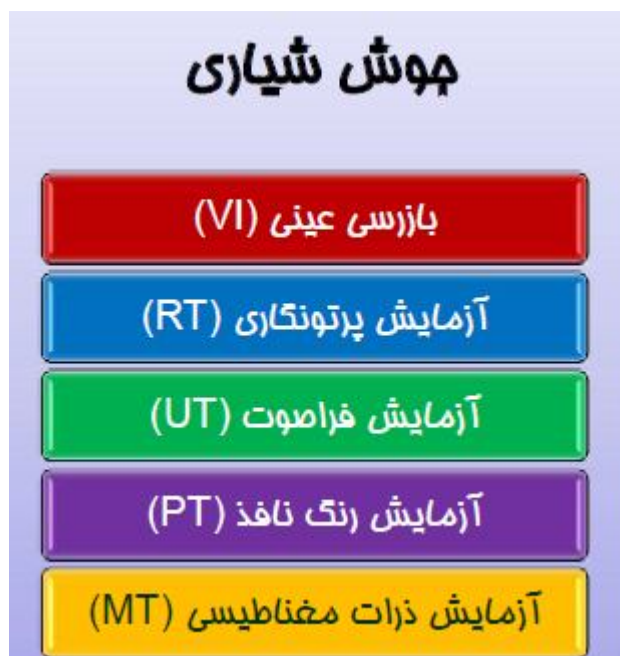 جوش شیاری
بازرسی عینی (VI)
آزمایش پرتونگاری (RT)
آزمایش فراصوت (UT)
آزمایش رنگ نافذ (PT)
آزمایش ذرات مغناطیسی (MT)